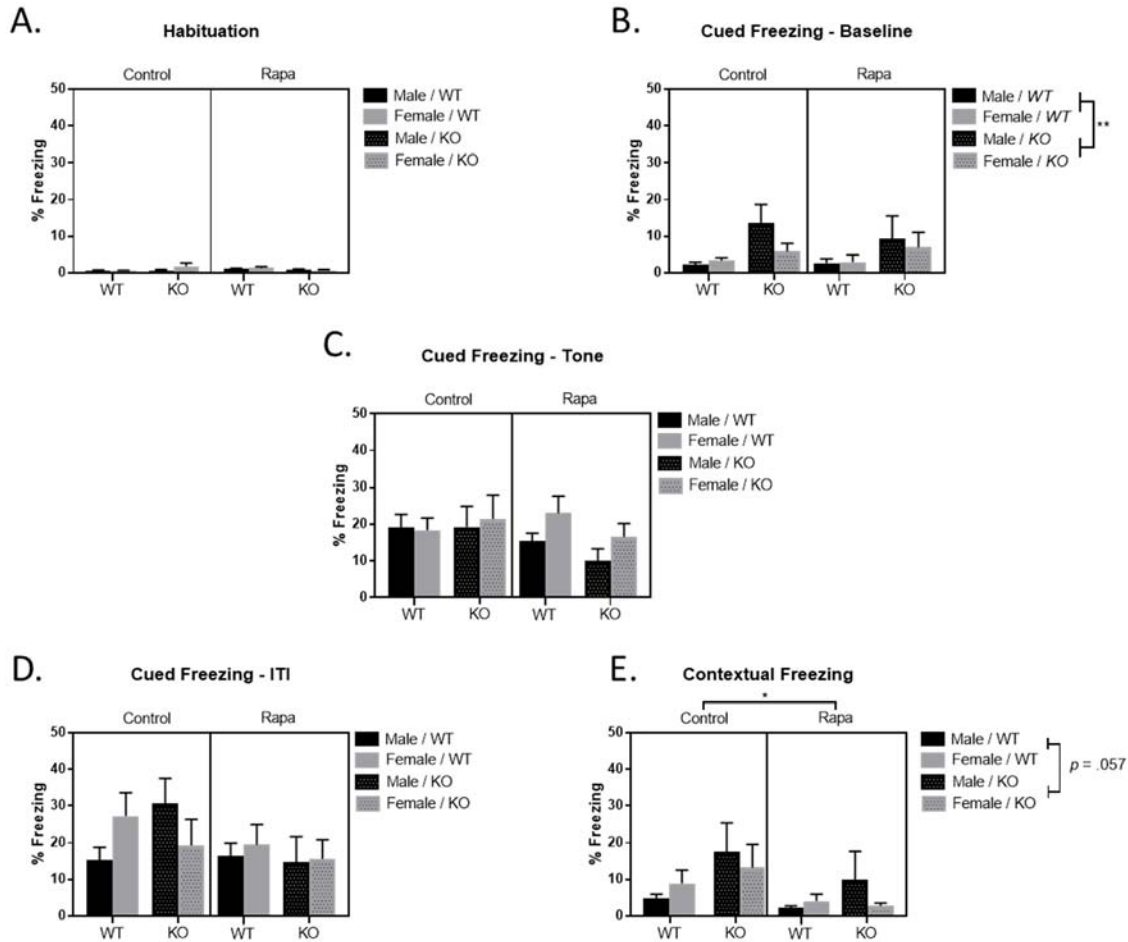 A.
Habituation
Control Rapa
% Freezing
50
40
30
20
10
0
WT KO WT KO
Male / WT
Female / WT
Male / KO
Female / KO
B.
Cued Freezing - Baseline
Control Rapa
% Freezing
50
40
30
20
10
0
WT KO WT KO
Male / WT
Female / WT
Male / KO
Female / KO
**
C.
Cued Freezing - Tone
Control Rapa
% Freezing
50
40
30
20
10
0
WT KO WT KO
Male / WT
Female / WT
Male / KO
Female / KO
D.
Cued Freezing - ITI
Control Rapa
% Freezing
50
40
30
20
10
0
WT KO WT KO
Male / WT
Female / WT
Male / KO
Female / KO
E.
Contextual Freezing
*
Control Rapa
% Freezing
50
40
30
20
10
0
WT KO WT KO
Male / WT
Female / WT
Male / KO
Female / KO
p = .057